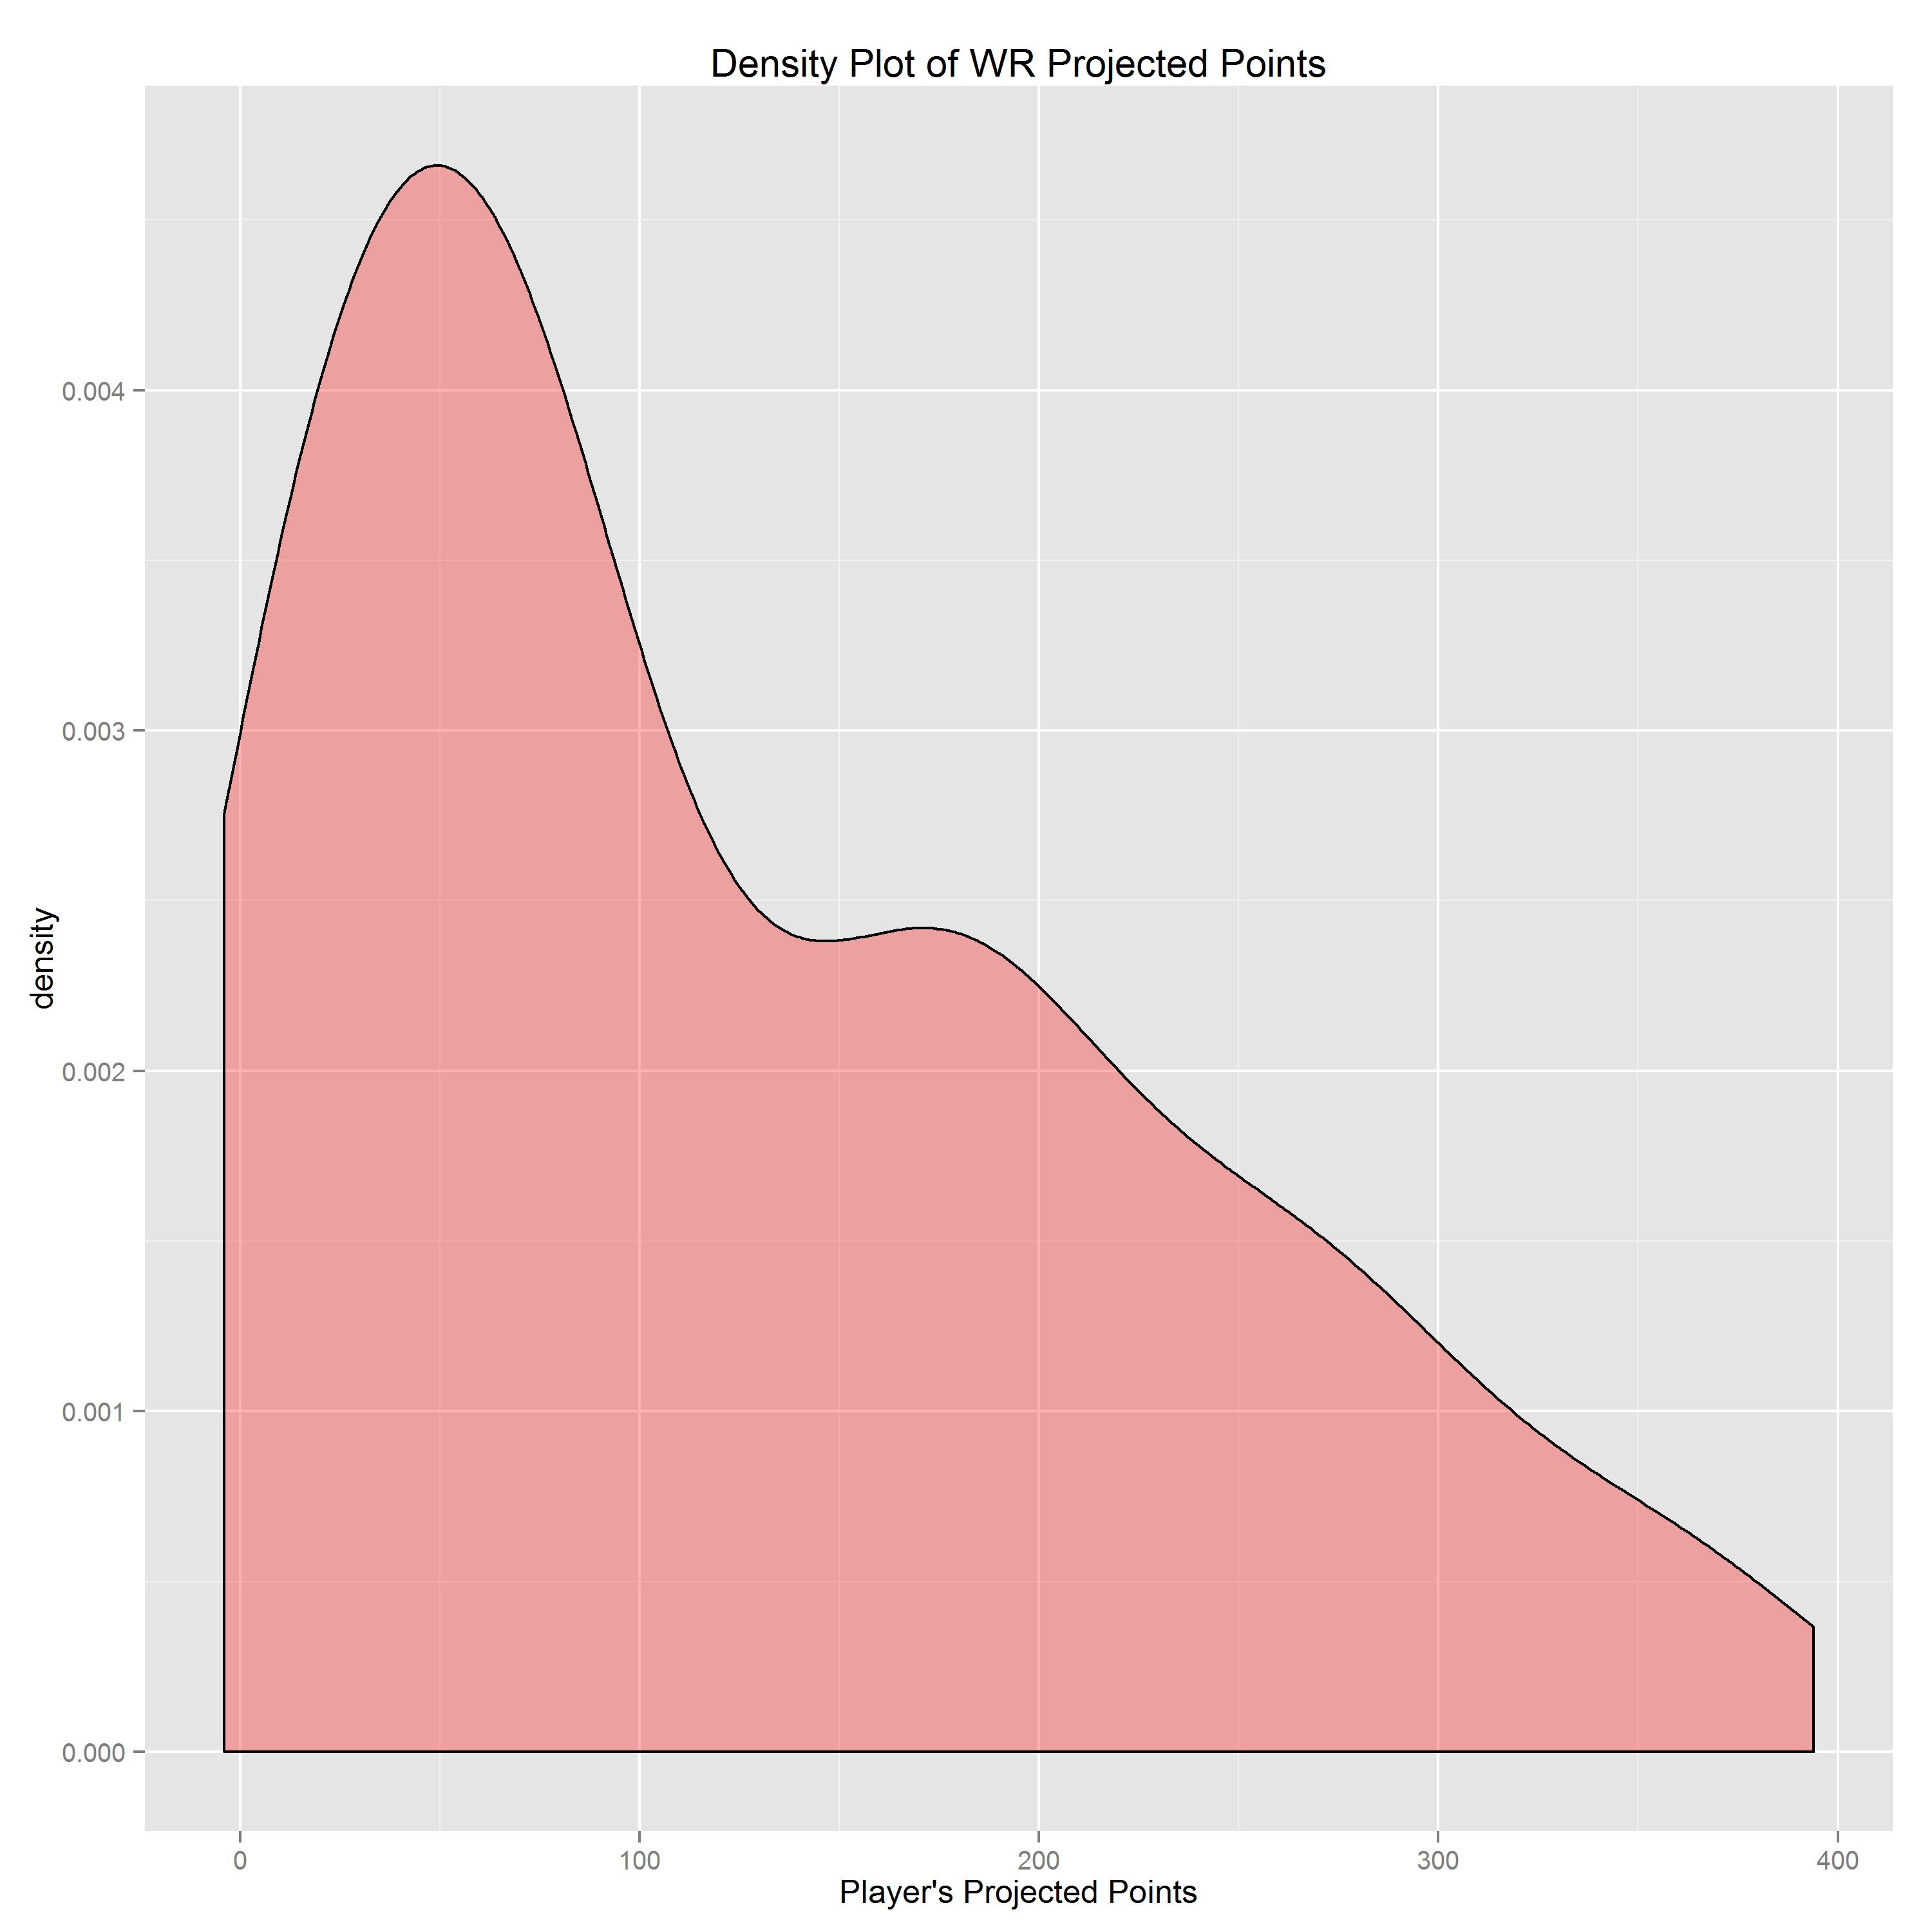 Density Plot of WR Projected Points
0.004
0.003
0.002
0.001
0.000
density
0 100 200 300 400
Player's Projected Points